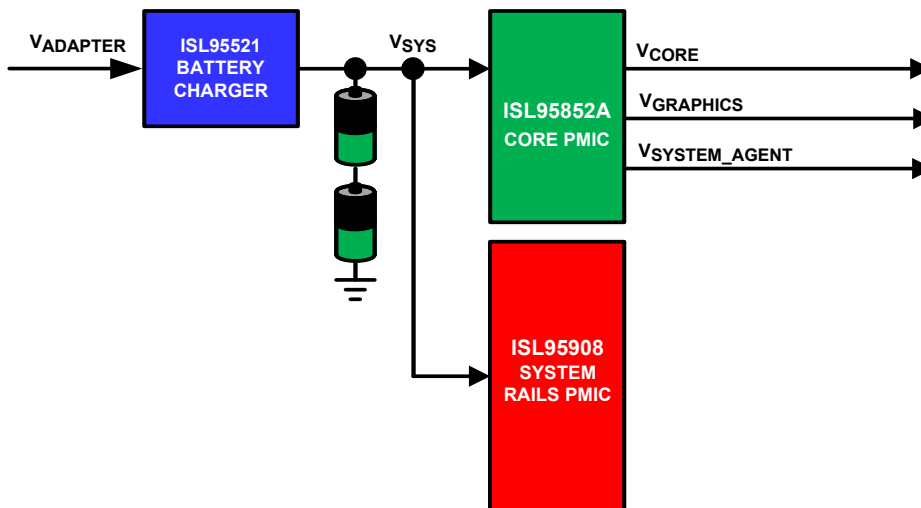 VADAPTER
ISL95521
BATTERY
CHARGER
VSYS
ISL95852A
CORE PMIC
VCORE
VGRAPHICS
VSYSTEM_AGENT
ISL95908
SYSTEM
RAILS PMIC